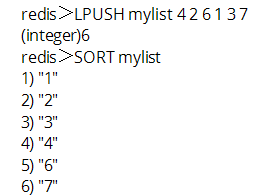 redis＞LPUSH mylist 4 2 6 1 3 7
(integer)6
redis＞SORT mylist
1) "1"
2) "2"
3) "3"
4) "4"
5) "6"
6) "7"